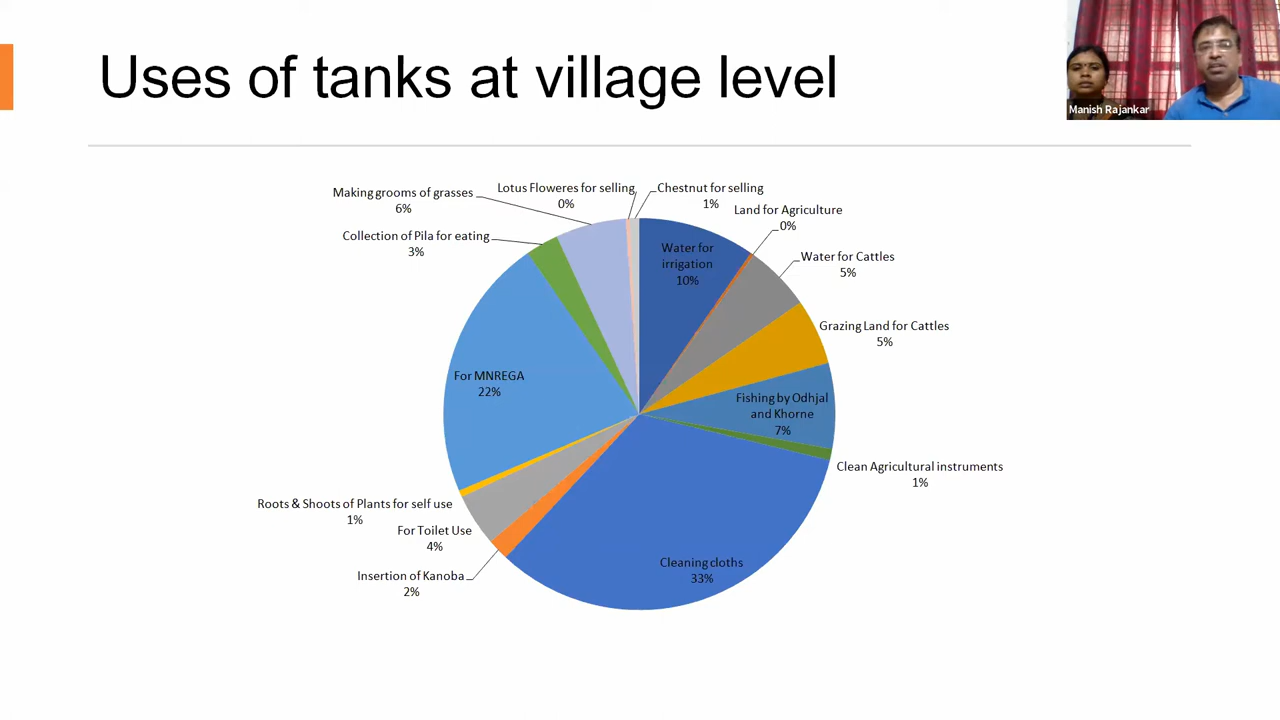 Uses of tanks at village level
Manish Rajankar
Making grooms of grasses
6%
Lotus Floweres for selling
0%
Chestnut for selling
1%
Land for Agriculture
0%
Collection of Pila for eating
3%
Water for
irrigation
10%
Water for Cattles
5%
Grazing Land for Cattles
5%
For MNREGA
22%
Fishing by Odhjal
and Khorne
7%
Clean Agricultural instruments
1%
Roots & Shoots of Plants for self use
1%
For Toilet Use
4%
Insertion of Kanoba
2%
Cleaning cloths
33%